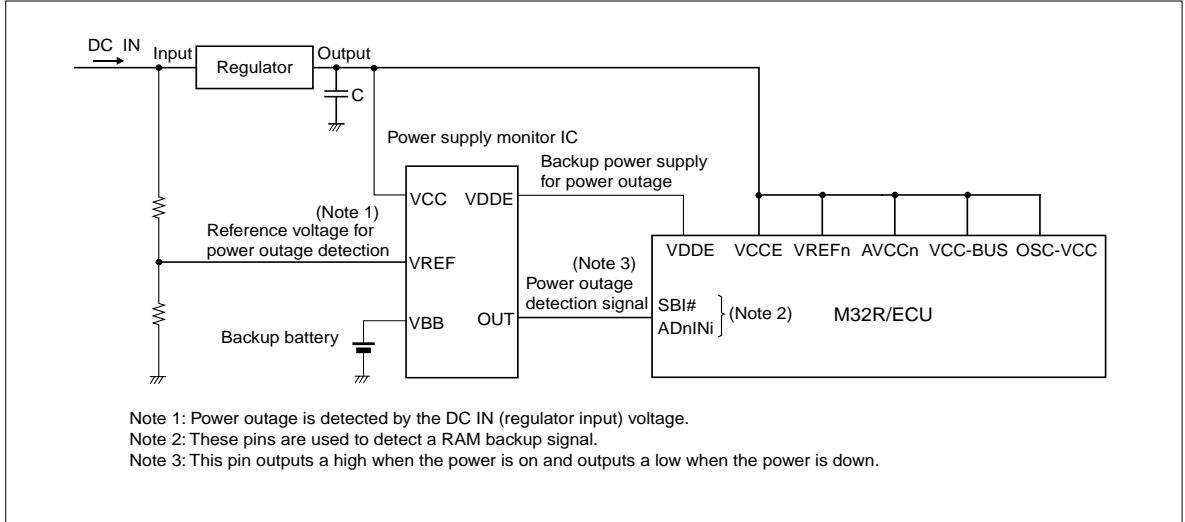 DC IN
Input
Regulator
Output
C
Power supply monitor IC
Backup power supply
for power outage
VCC
VDDE
(Note 1)
Reference voltage for
power outage detection
VREF
(Note 3)
Power outage
detection signal
VDDE
VCCE
VREFn
AVCCn
VCC-BUS
OSC-VCC
SBI#
ADnINi
(Note 2)
M32R/ECU
VBB
OUT
Backup battery
Note 1: Power outage is detected by the DC IN (regulator input) voltage.
Note 2: These pins are used to detect a RAM backup signal.
Note 3: This pin outputs a high when the power is on and outputs a low when the power is down.